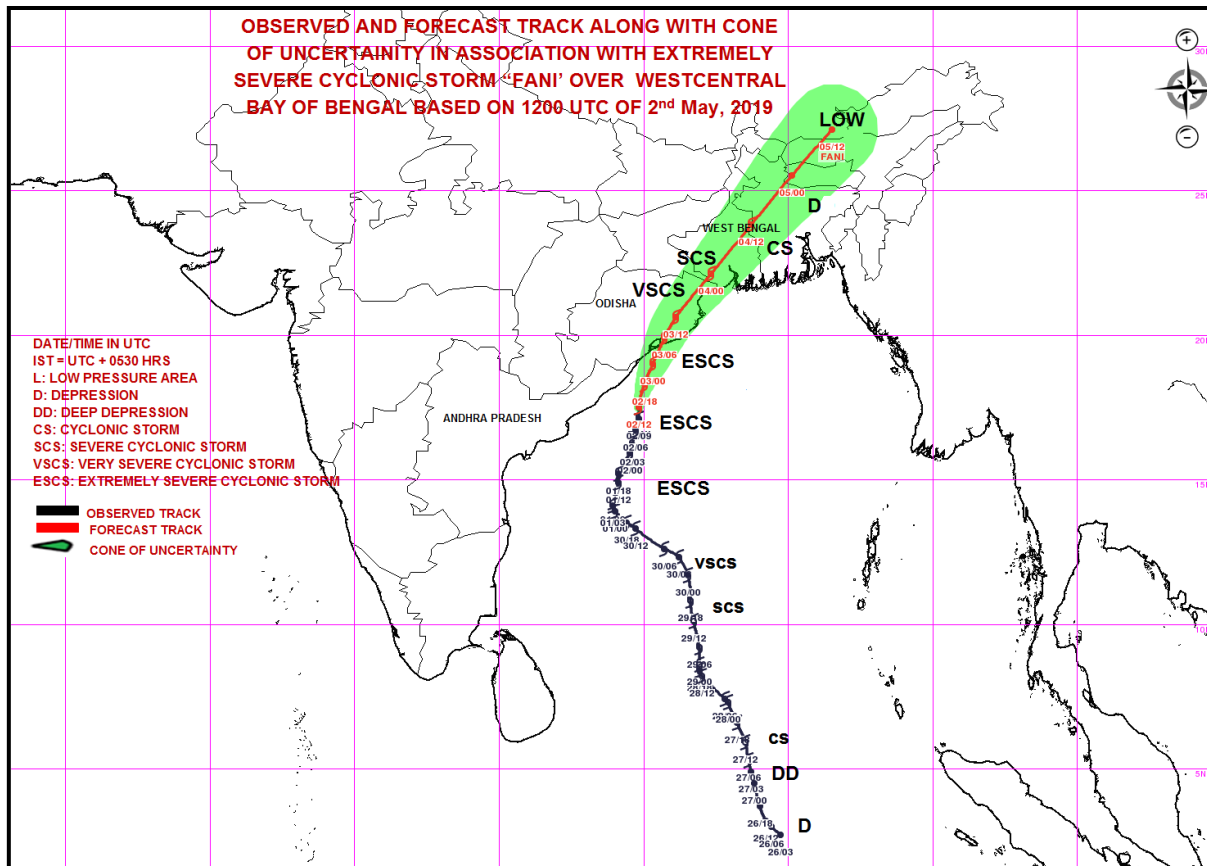 OBSERVED AND FORECAST TRACK ALONG WITH CONE
OF UNCERTAINITY IN ASSOCIATION WITH EXTREMELY
SEVERE CYCLONIC STORM “FANI’ OVER WESTCENTRAL
BAY OF BENGAL BASED ON 1200 UTC OF 2nd May, 2019
30
LOW
05/12
FANI
25
05/00
D
WEST BENGAL
04/12
CS
SCS
04/00
VSCS
ODISHA
20
03/12
03/06
ESCS
03/00
02/18
02/12
ESCS
02/09
02/06
02/03
02/00
ANDHRA PRADESH
DATE/TIME IN UTC
IST = UTC + 0530 HRS
L: LOW PRESSURE AREA
D: DEPRESSION
DD: DEEP DEPRESSION
CS: CYCLONIC STORM
SCS: SEVERE CYCLONIC STORM
VSCS: VERY SEVERE CYCLONIC STORM
ESCS: EXTREMELY SEVERE CYCLONIC STORM
OBSERVED TRACK
FORECAST TRACK
CONE OF UNCERTAINTY
15
ESCS
01/18
01/12
01/03
01/00
30/18
30/12
30/06
VSCS
30/00
SCS
29/18
10
29/12
29/06
29/00
28/12
28/00
CS
27/12
5N
27/06
DD
27/03
27/00
26/18
D
26/12
26/06
26/03